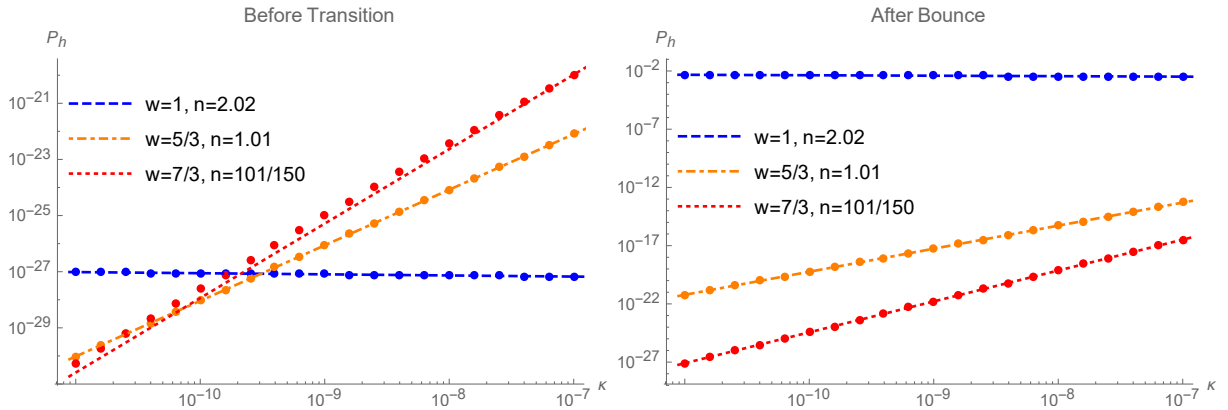 Before Transition
P_h
10^−21
10^−23
10^−25
10^−27
10^−29
w=1, n=2.02
w=5/3, n=1.01
w=7/3, n=101/150
10^−10
10^−9
10^−8
10^−7
κ
After Bounce
P_h
10^−2
10^−7
10^−12
10^−17
10^−22
10^−27
w=1, n=2.02
w=5/3, n=1.01
w=7/3, n=101/150
10^−10
10^−9
10^−8
10^−7
κ